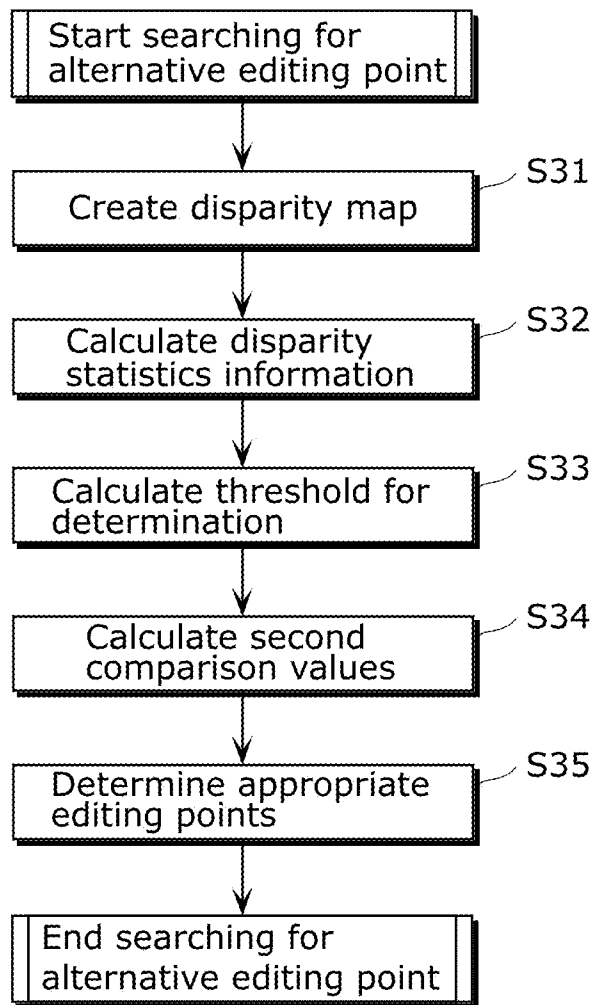 Start searching for
alternative editing point
S31
Create disparity map
S32
Calculate disparity
statistics information
S33
Calculate threshold for
determination
S34
Calculate second
comparison values
S35
Determine appropriate
editing points
End searching for
alternative editing point